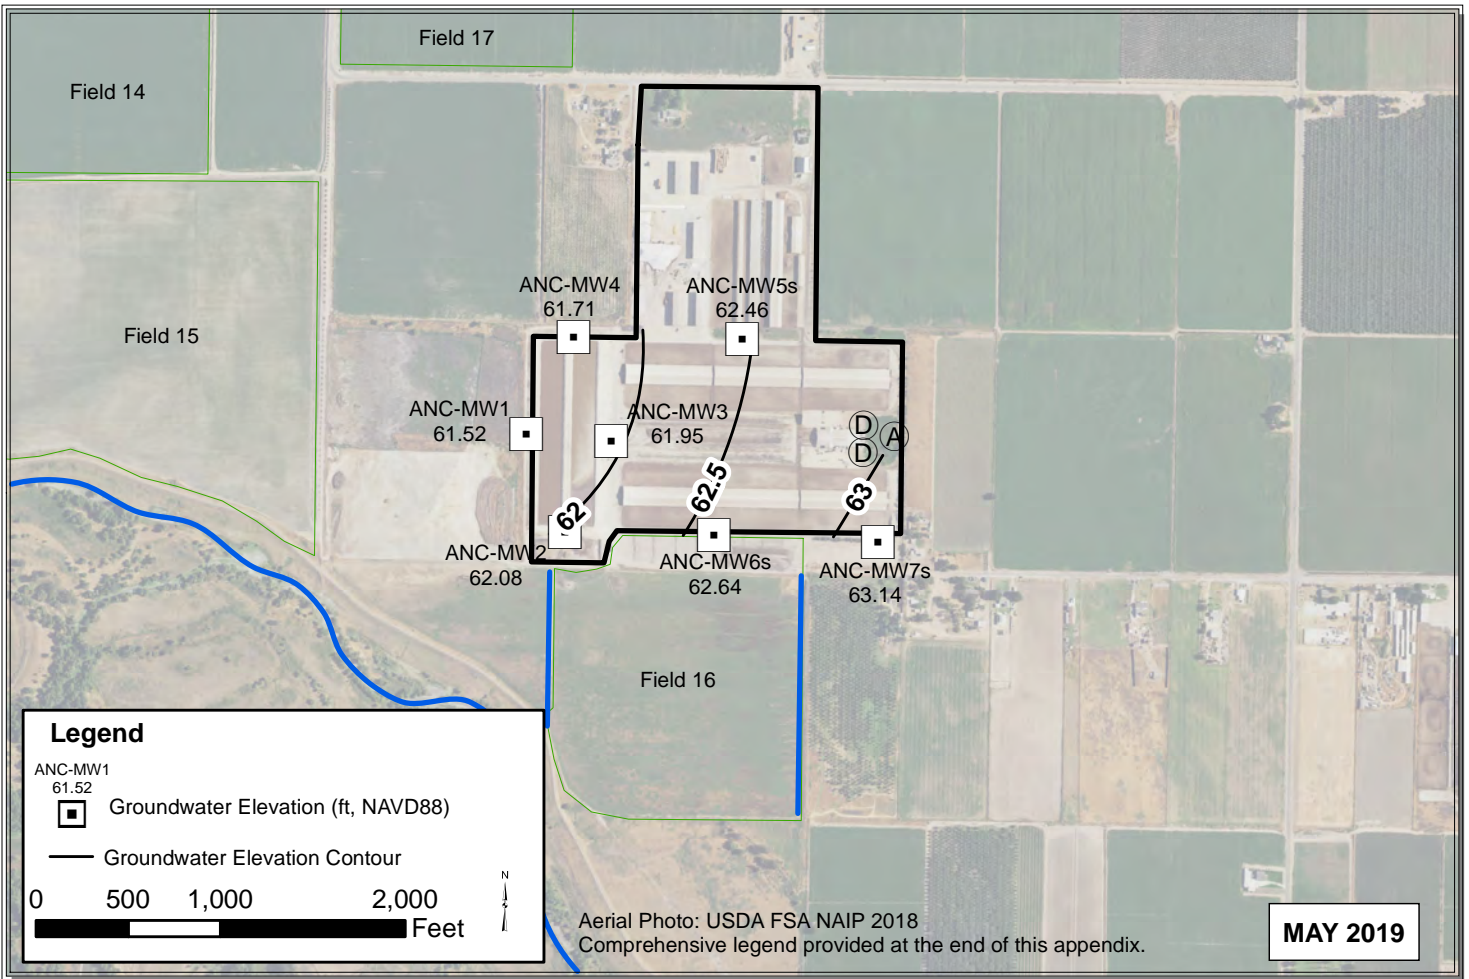 Field 17
Field 14
Field 15
ANC-MW4
61.71
ANC-MW5s
62.46
ANC-MW1
61.52
ANC-MW3
61.95
D
A
D
62
62.5
63
ANC-MW2
62.08
ANC-MW6s
62.64
ANC-MW7s
63.14
Field 16
Legend
ANC-MW1
61.52
Groundwater Elevation (ft, NAVD88)
Groundwater Elevation Contour
0 500 1,000 2,000
Feet
N
Aerial Photo: USDA FSA NAIP 2018
Comprehensive legend provided at the end of this appendix.
MAY 2019